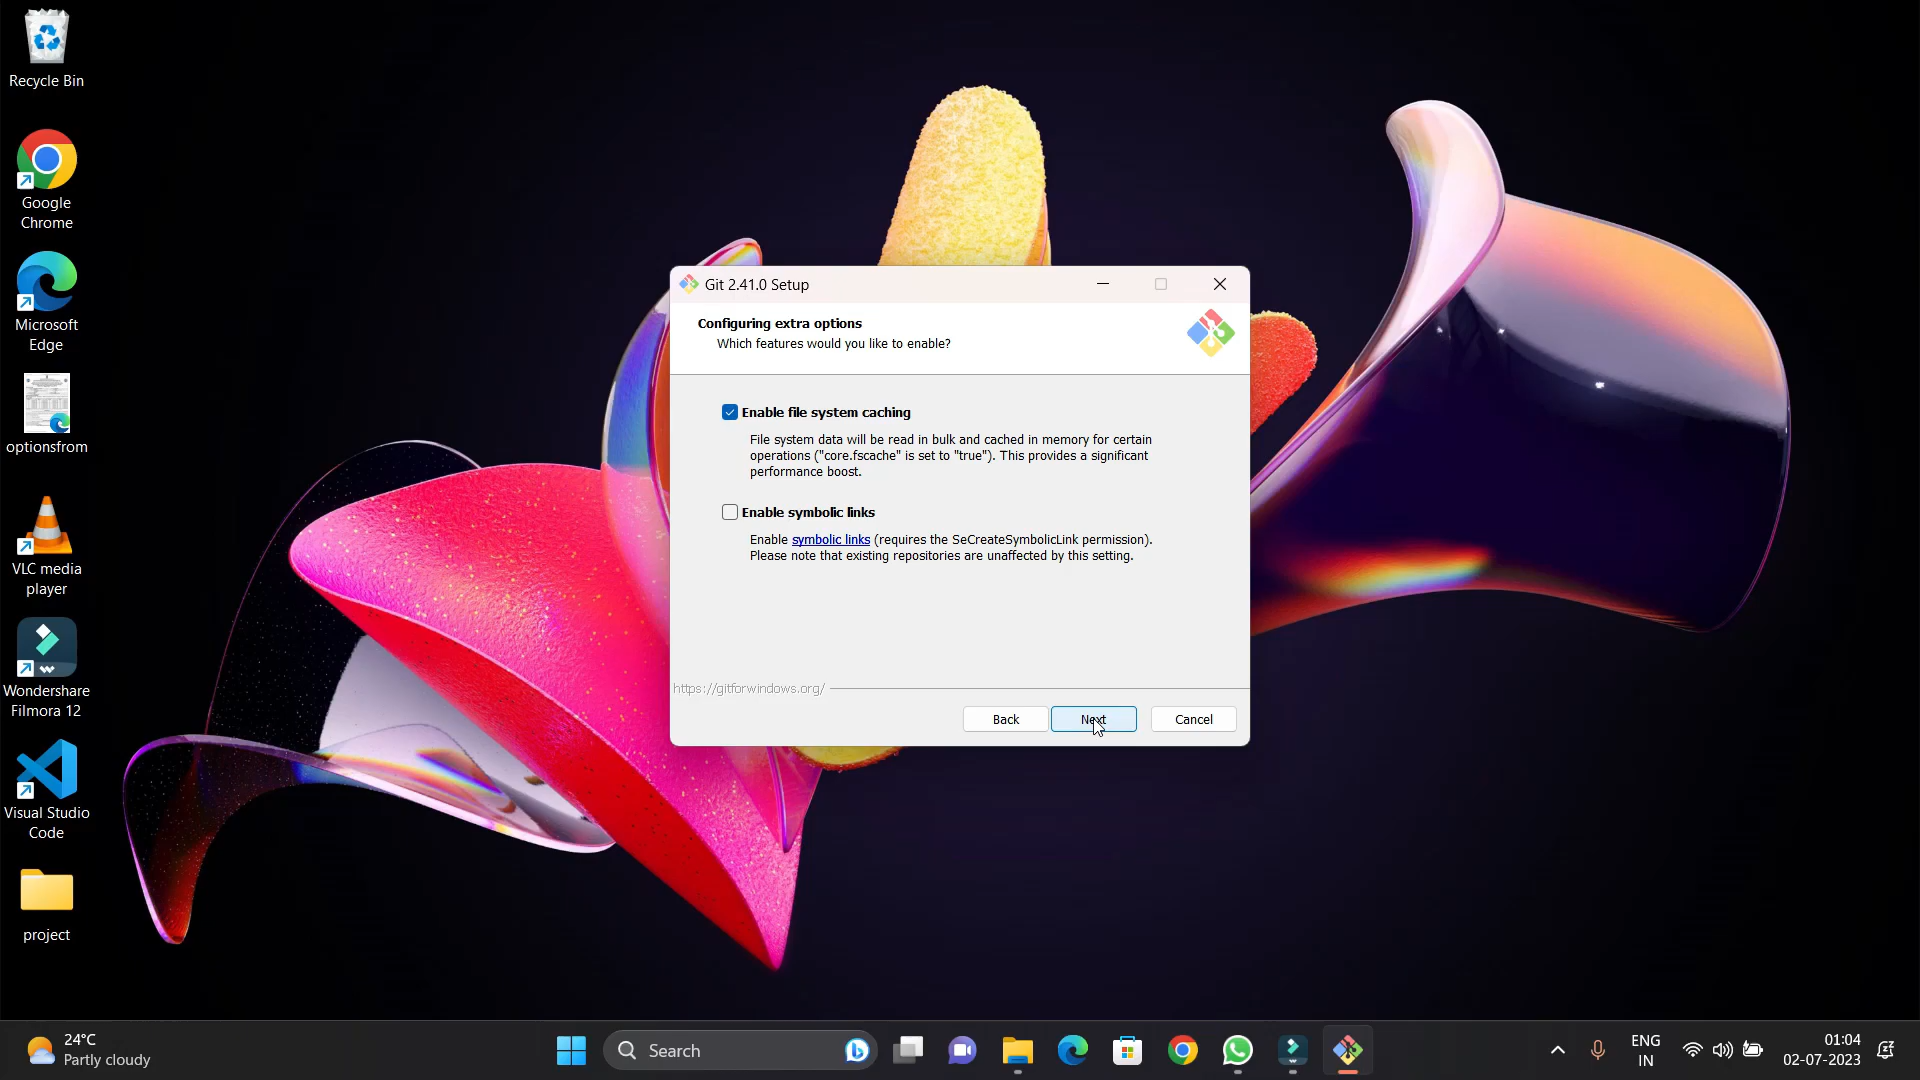 Recycle Bin
Google
Chrome
Microsoft
Edge
optionsfrom
VLC media
player
Wondershare
Filmora 12
Visual Studio
Code
project
Git 2.41.0 Setup
Configuring extra options
Which features would you like to enable?
Enable file system caching
File system data will be read in bulk and cached in memory for certain
operations ("core.fscache" is set to "true"). This provides a significant
performance boost.
Enable symbolic links
Enable symbolic links (requires the SeCreateSymbolicLink permission).
Please note that existing repositories are unaffected by this setting.
https://gitforwindows.org/
Back
Next
Cancel
24°C
Partly cloudy
Search
ENG
IN
01:04
02-07-2023